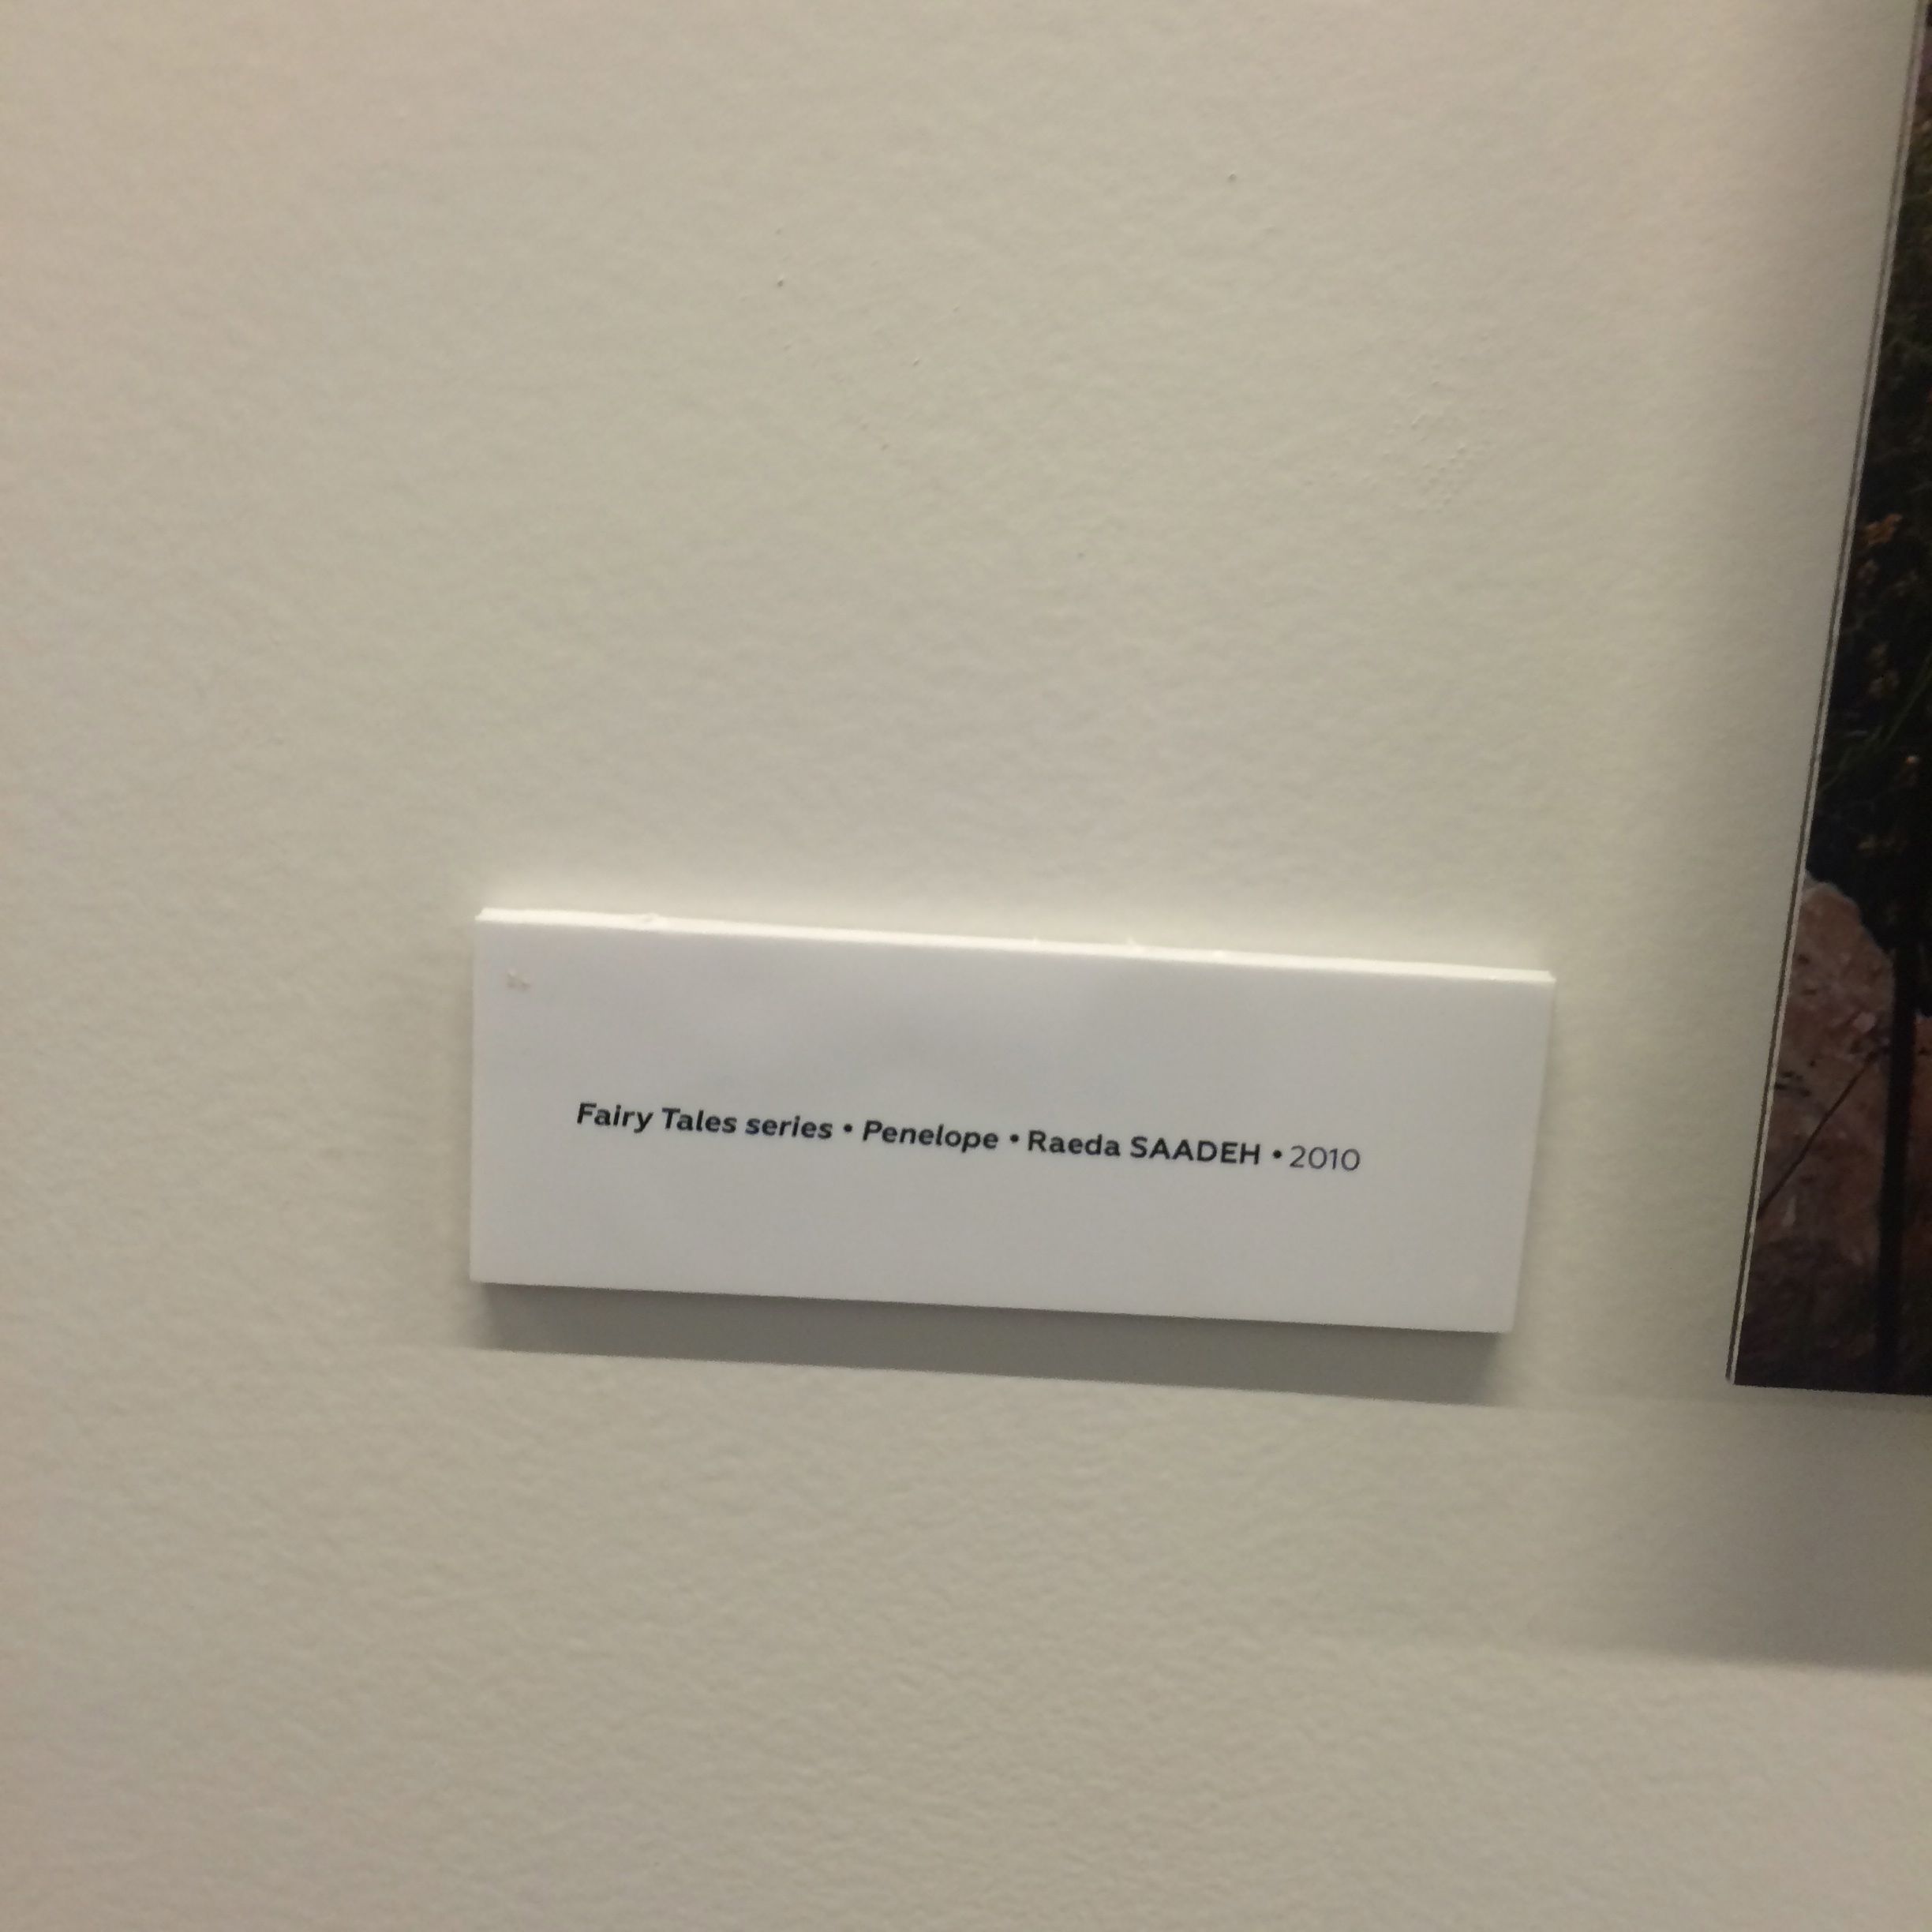 Fairy Tales series • Penelope • Raeda SAADEH • 2010